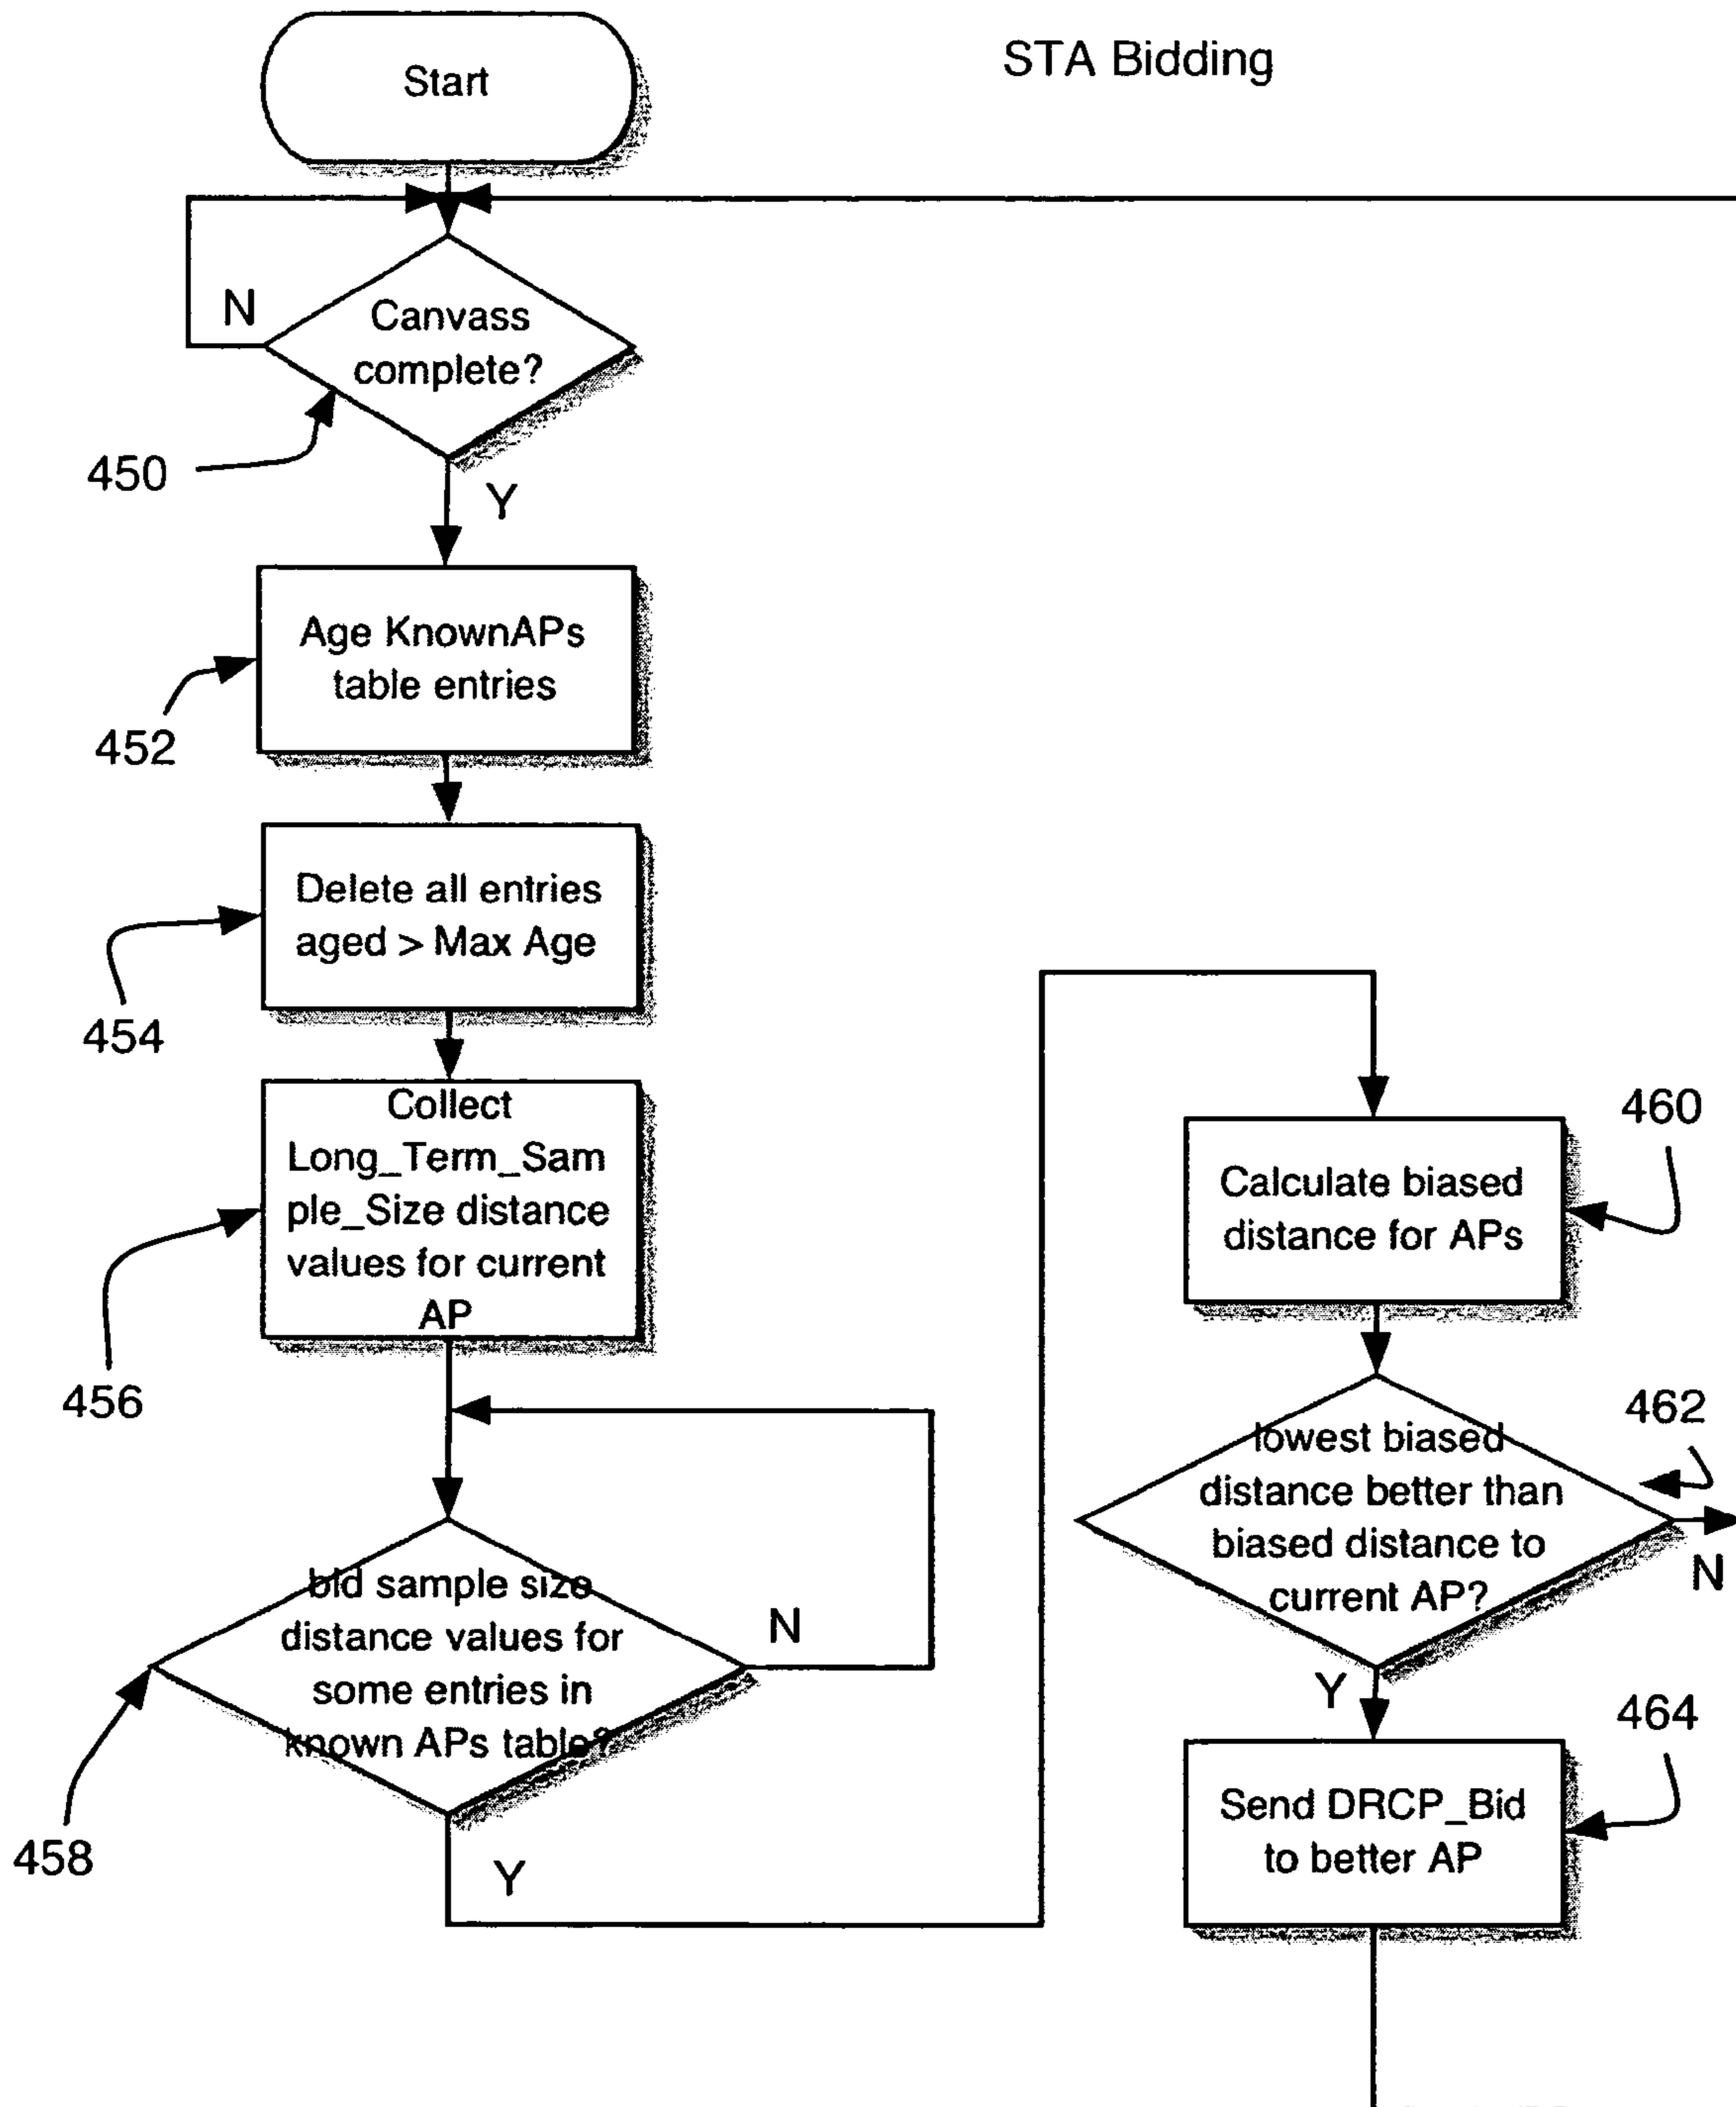 STA Bidding
Start
N
Canvass
complete?
450
Y
Age KnownAPs
table entries
452
Delete all entries
aged > Max Age
454
Collect
Long_Term_Sam
ple_Size distance
values for current
AP
456
bid sample size
distance values for
some entries in
known APs table?
N
458
Y
460
Calculate biased
distance for APs
462
lowest biased
distance better than
biased distance to
current AP?
N
Y
464
Send DRCP_Bid
to better AP